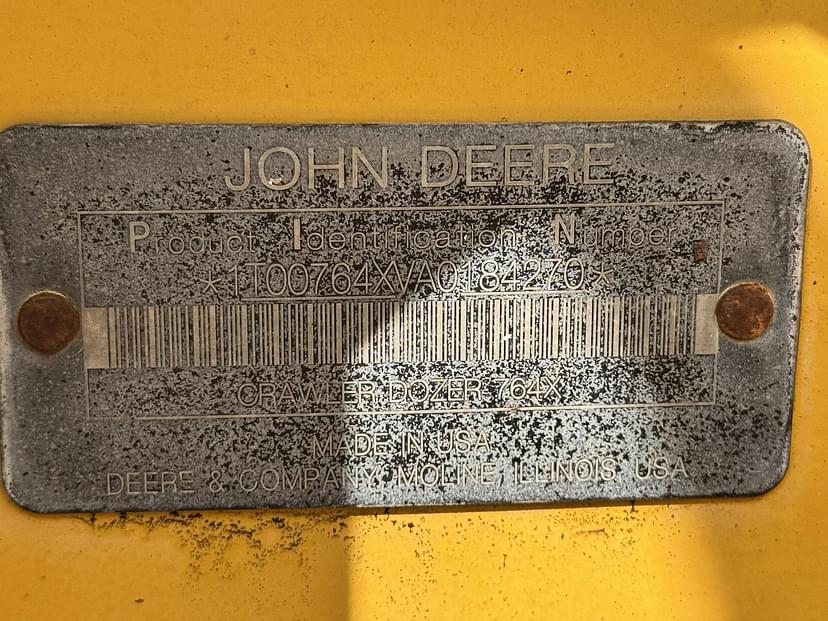 JOHN DEERE
Product Identification Number
*1T00764XVA0184270*
CRAWLER DOZER 764X
MADE IN USA
DEERE & COMPANY MOLINE ILLINOIS USA